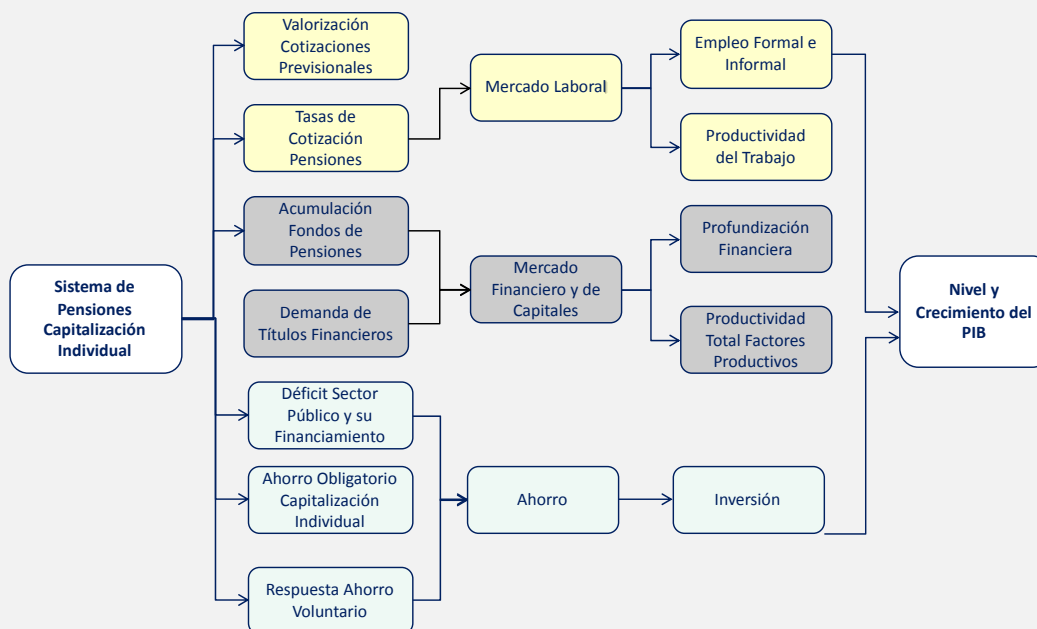 Valorización
Cotizaciones
Previsionales
Tasas de
Cotización
Pensiones
Mercado Laboral
Empleo Formal e
Informal
Productividad
del Trabajo
Acumulación
Fondos de
Pensiones
Demanda de
Títulos Financieros
Mercado
Financiero y de
Capitales
Profundización
Financiera
Productividad
Total Factores
Productivos
Sistema de
Pensiones
Capitalización
Individual
Nivel y
Crecimiento del
PIB
Déficit Sector
Público y su
Financiamiento
Ahorro Obligatorio
Capitalización
Individual
Respuesta Ahorro
Voluntario
Ahorro
Inversión